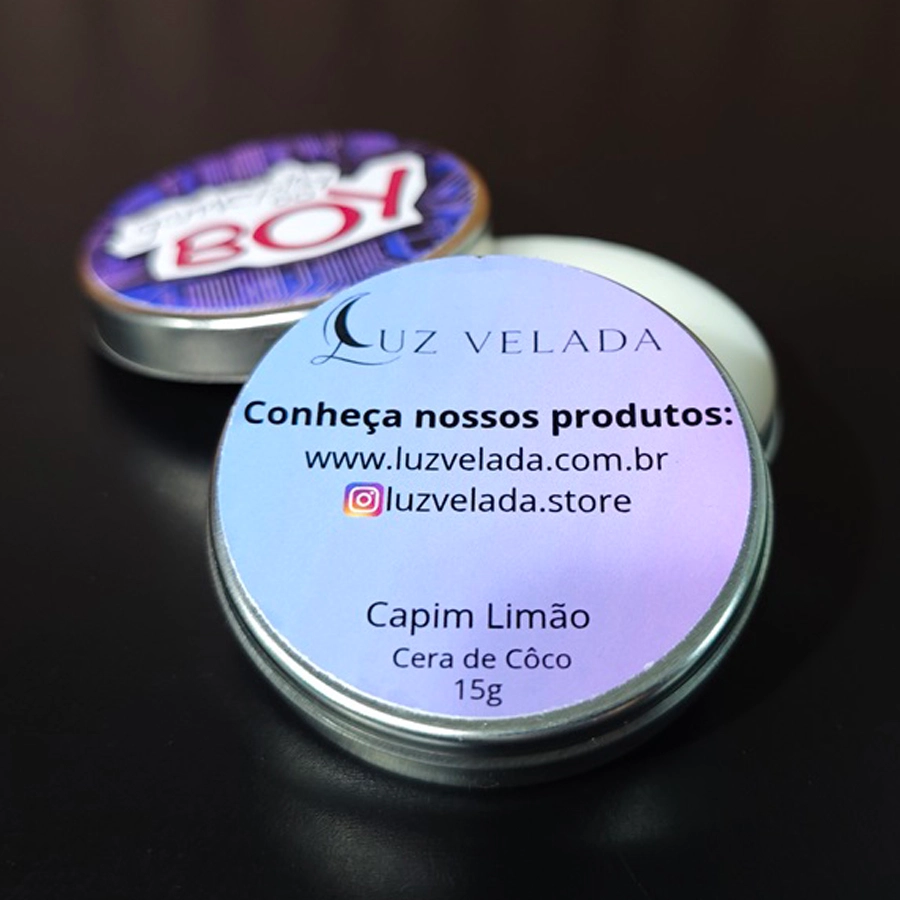 BOY
LUZ VELADA
Conheça nossos produtos:
www.luzvelada.com.br
luzvelada.store
Capim Limão
Cera de Côco
15g